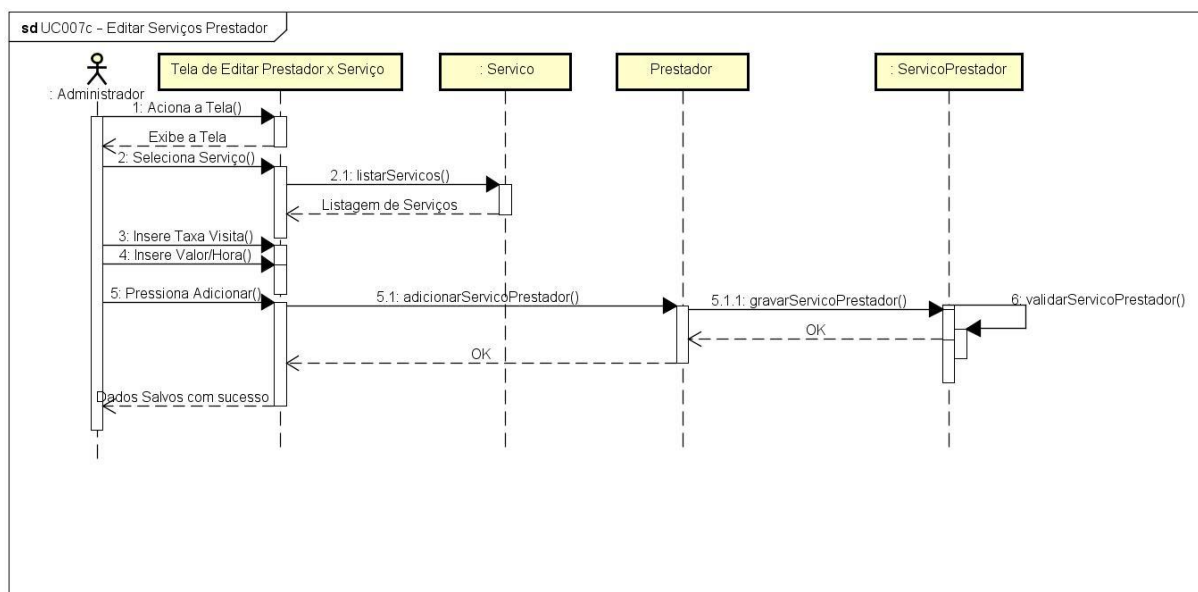 sd UC007c - Editar Serviços Prestador
: Administrador
Tela de Editar Prestador x Serviço
: Servico
Prestador
: ServicoPrestador
1: Aciona a Tela()
Exibe a Tela
2: Seleciona Serviço()
2.1: listarServicos()
Listagem de Serviços
3: Insere Taxa Visita()
4: Insere Valor/Hora()
5: Pressiona Adicionar()
5.1: adicionarServicoPrestador()
5.1.1: gravarServicoPrestador()
6: validarServicoPrestador()
OK
OK
Dados Salvos com sucesso